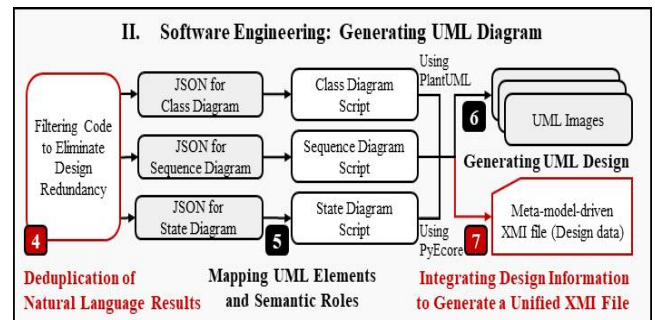 II. Software Engineering: Generating UML Diagram
Using
PlantUML
JSON for
Class Diagram
Class Diagram
Script
6
UML Images
Filtering Code
to Eliminate
Design
Redundancy
JSON for
Sequence Diagram
Sequence Diagram
Script
Generating UML Design
JSON for
State Diagram
State Diagram
Script
Using
PyEcore
Meta-model-driven
XMI file (Design data)
4
5
7
Deduplication of
Natural Language Results
Mapping UML Elements
and Semantic Roles
Integrating Design Information
to Generate a Unified XMI File